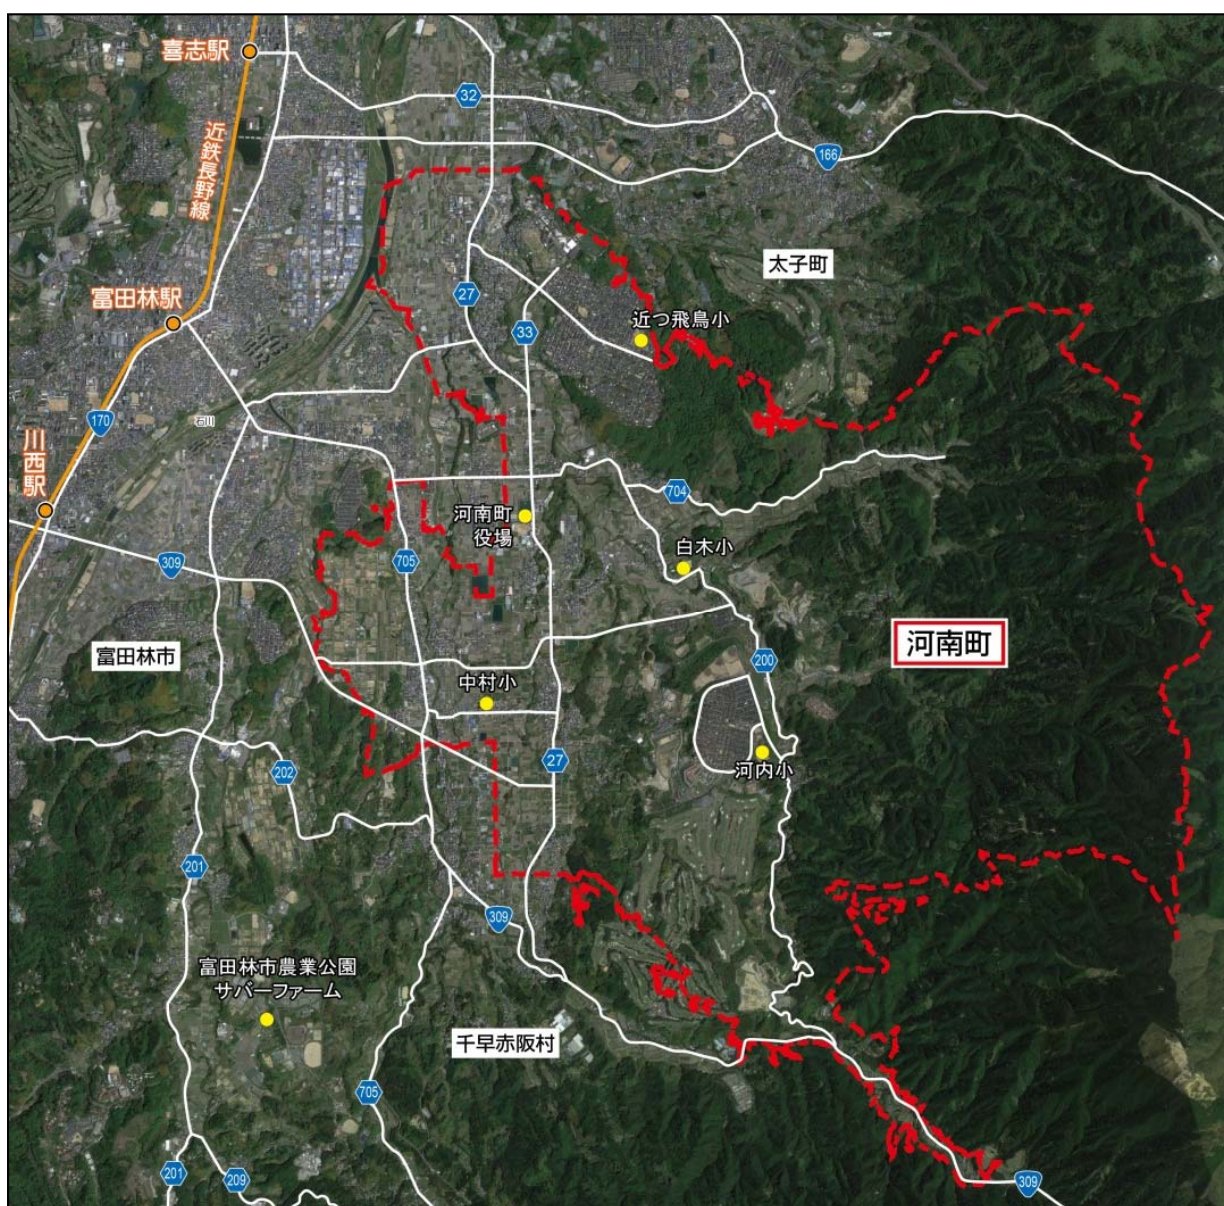 喜志駅
32
近鉄長野線
166
太子町
富田林駅
27
33
近つ飛鳥小
170
石川
川西駅
704
河南町
役場
白木小
309
705
河南町
富田林市
200
中村小
河内小
27
202
201
309
富田林市農業公園
サバーファーム
千早赤阪村
705
201
209
309